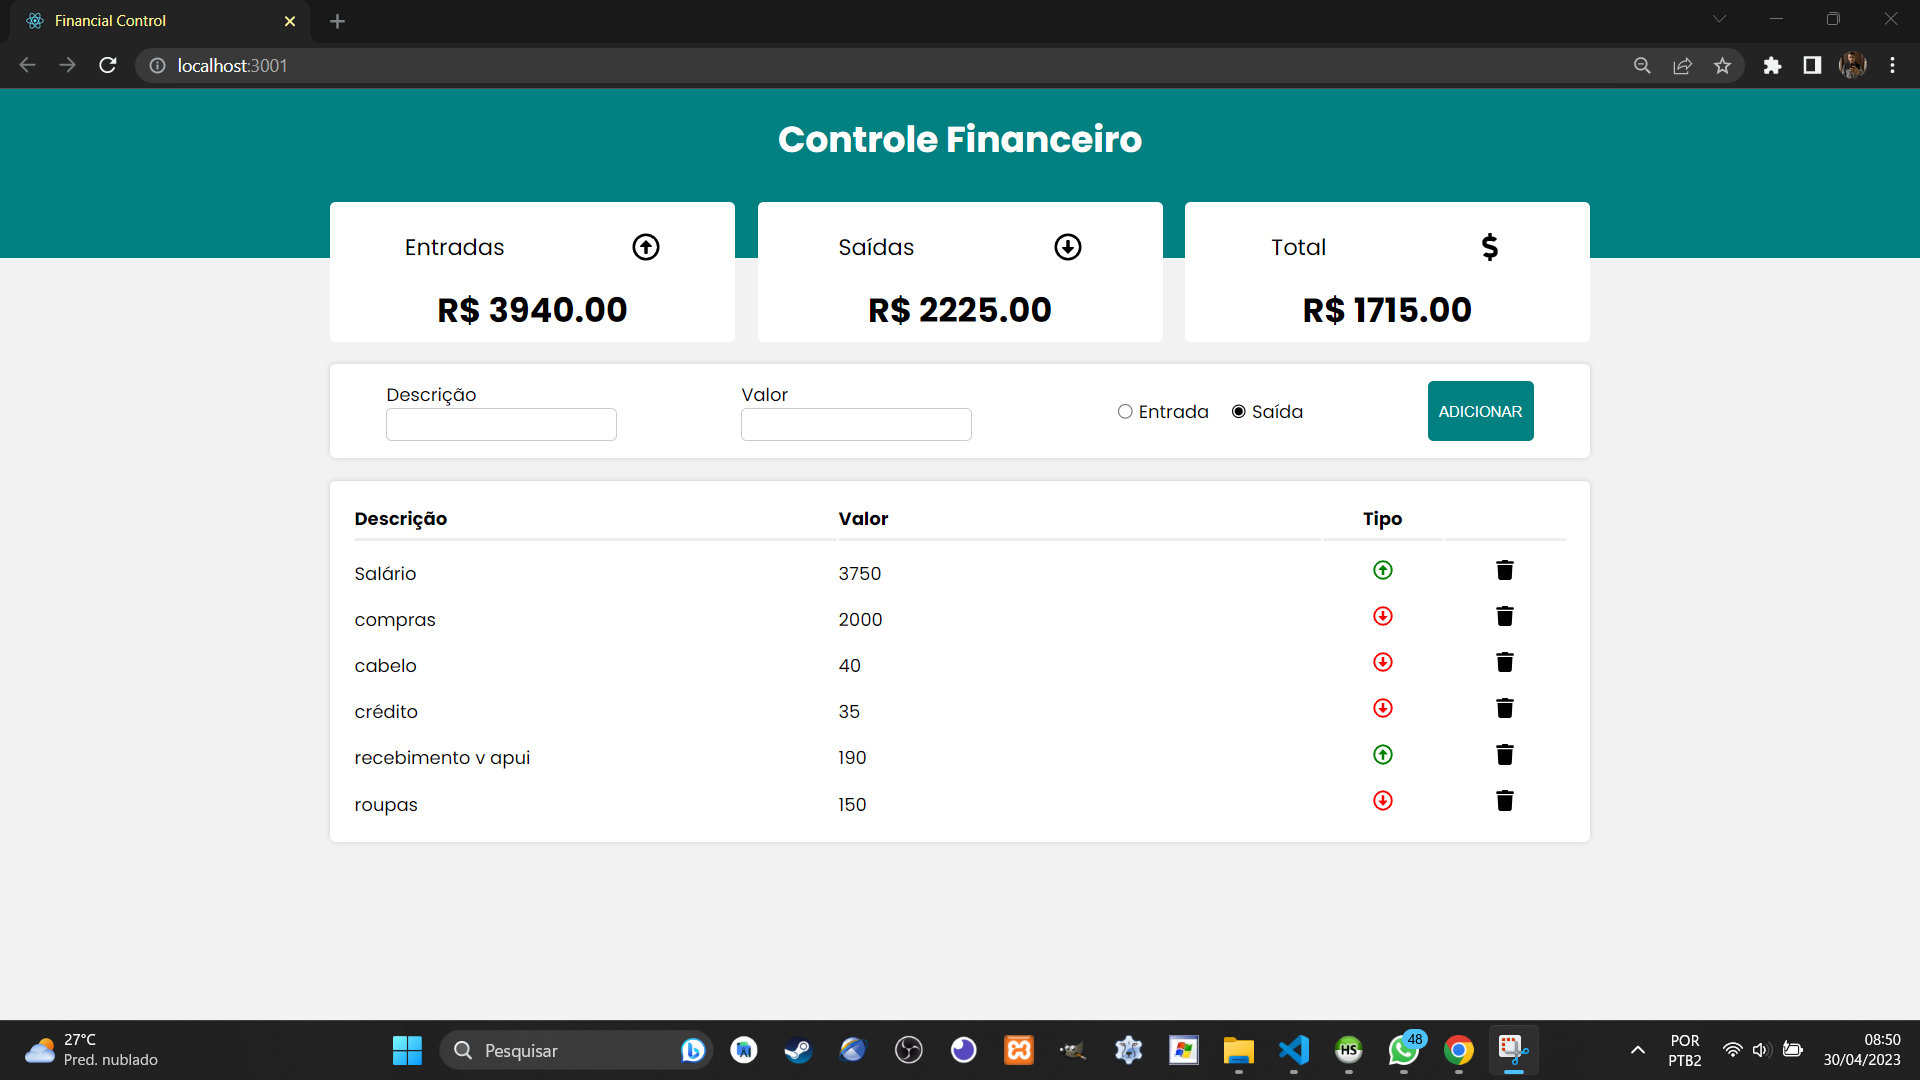 Financial Control
localhost:3001
Controle Financeiro
Entradas
R$ 3940.00
Saídas
R$ 2225.00
Total
R$ 1715.00
Descrição
Valor
Entrada
Saída
ADICIONAR
Descrição Valor Tipo
Salário 3750
compras 2000
cabelo 40
crédito 35
recebimento v apui 190
roupas 150
27°C
Pred. nublado
Pesquisar
HS
48
POR
PTB2
08:50
30/04/2023